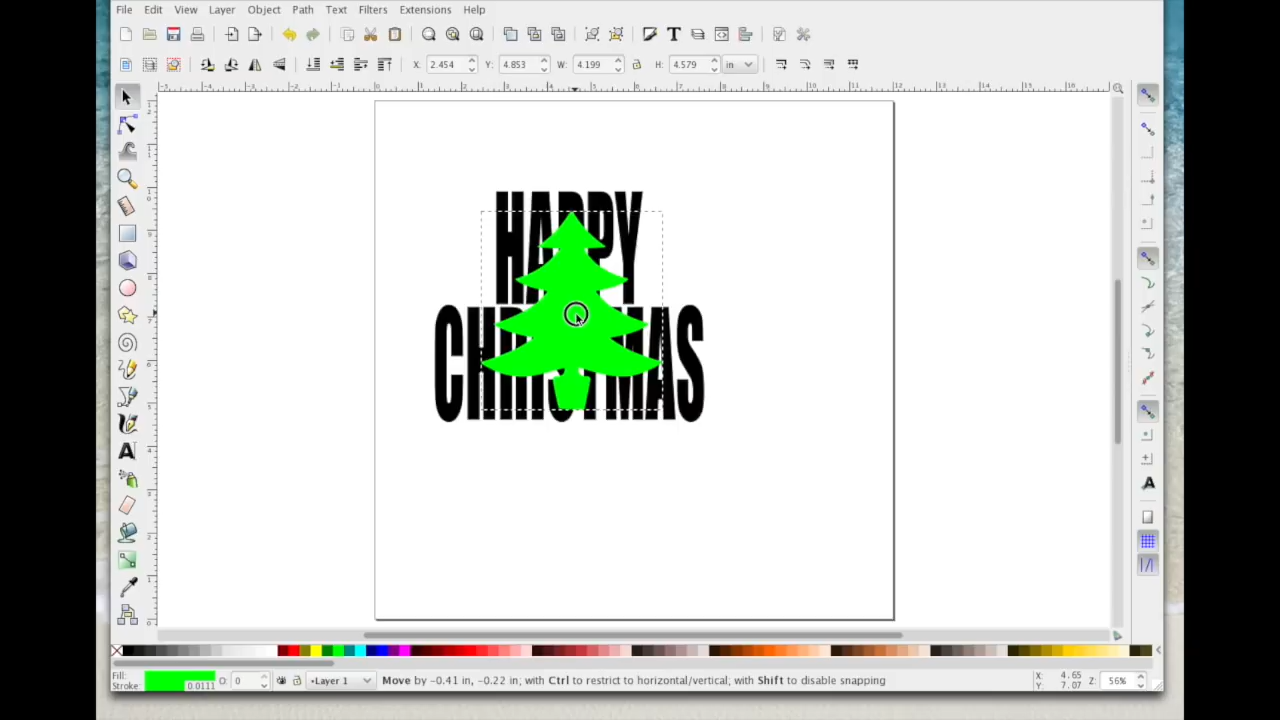 File Edit View Layer Object Path Text Filters Extensions Help
X: 2.454 Y: 4.853 W: 4.199 H: 4.579 in
HAPPY
CHRISTMAS
Fill:
Stroke: 0.0111 O: 0 Layer 1 Move by -0.41 in, -0.22 in; with Ctrl to restrict to horizontal/vertical; with Shift to disable snapping X: 4.65 Y: 7.07 Z: 56%